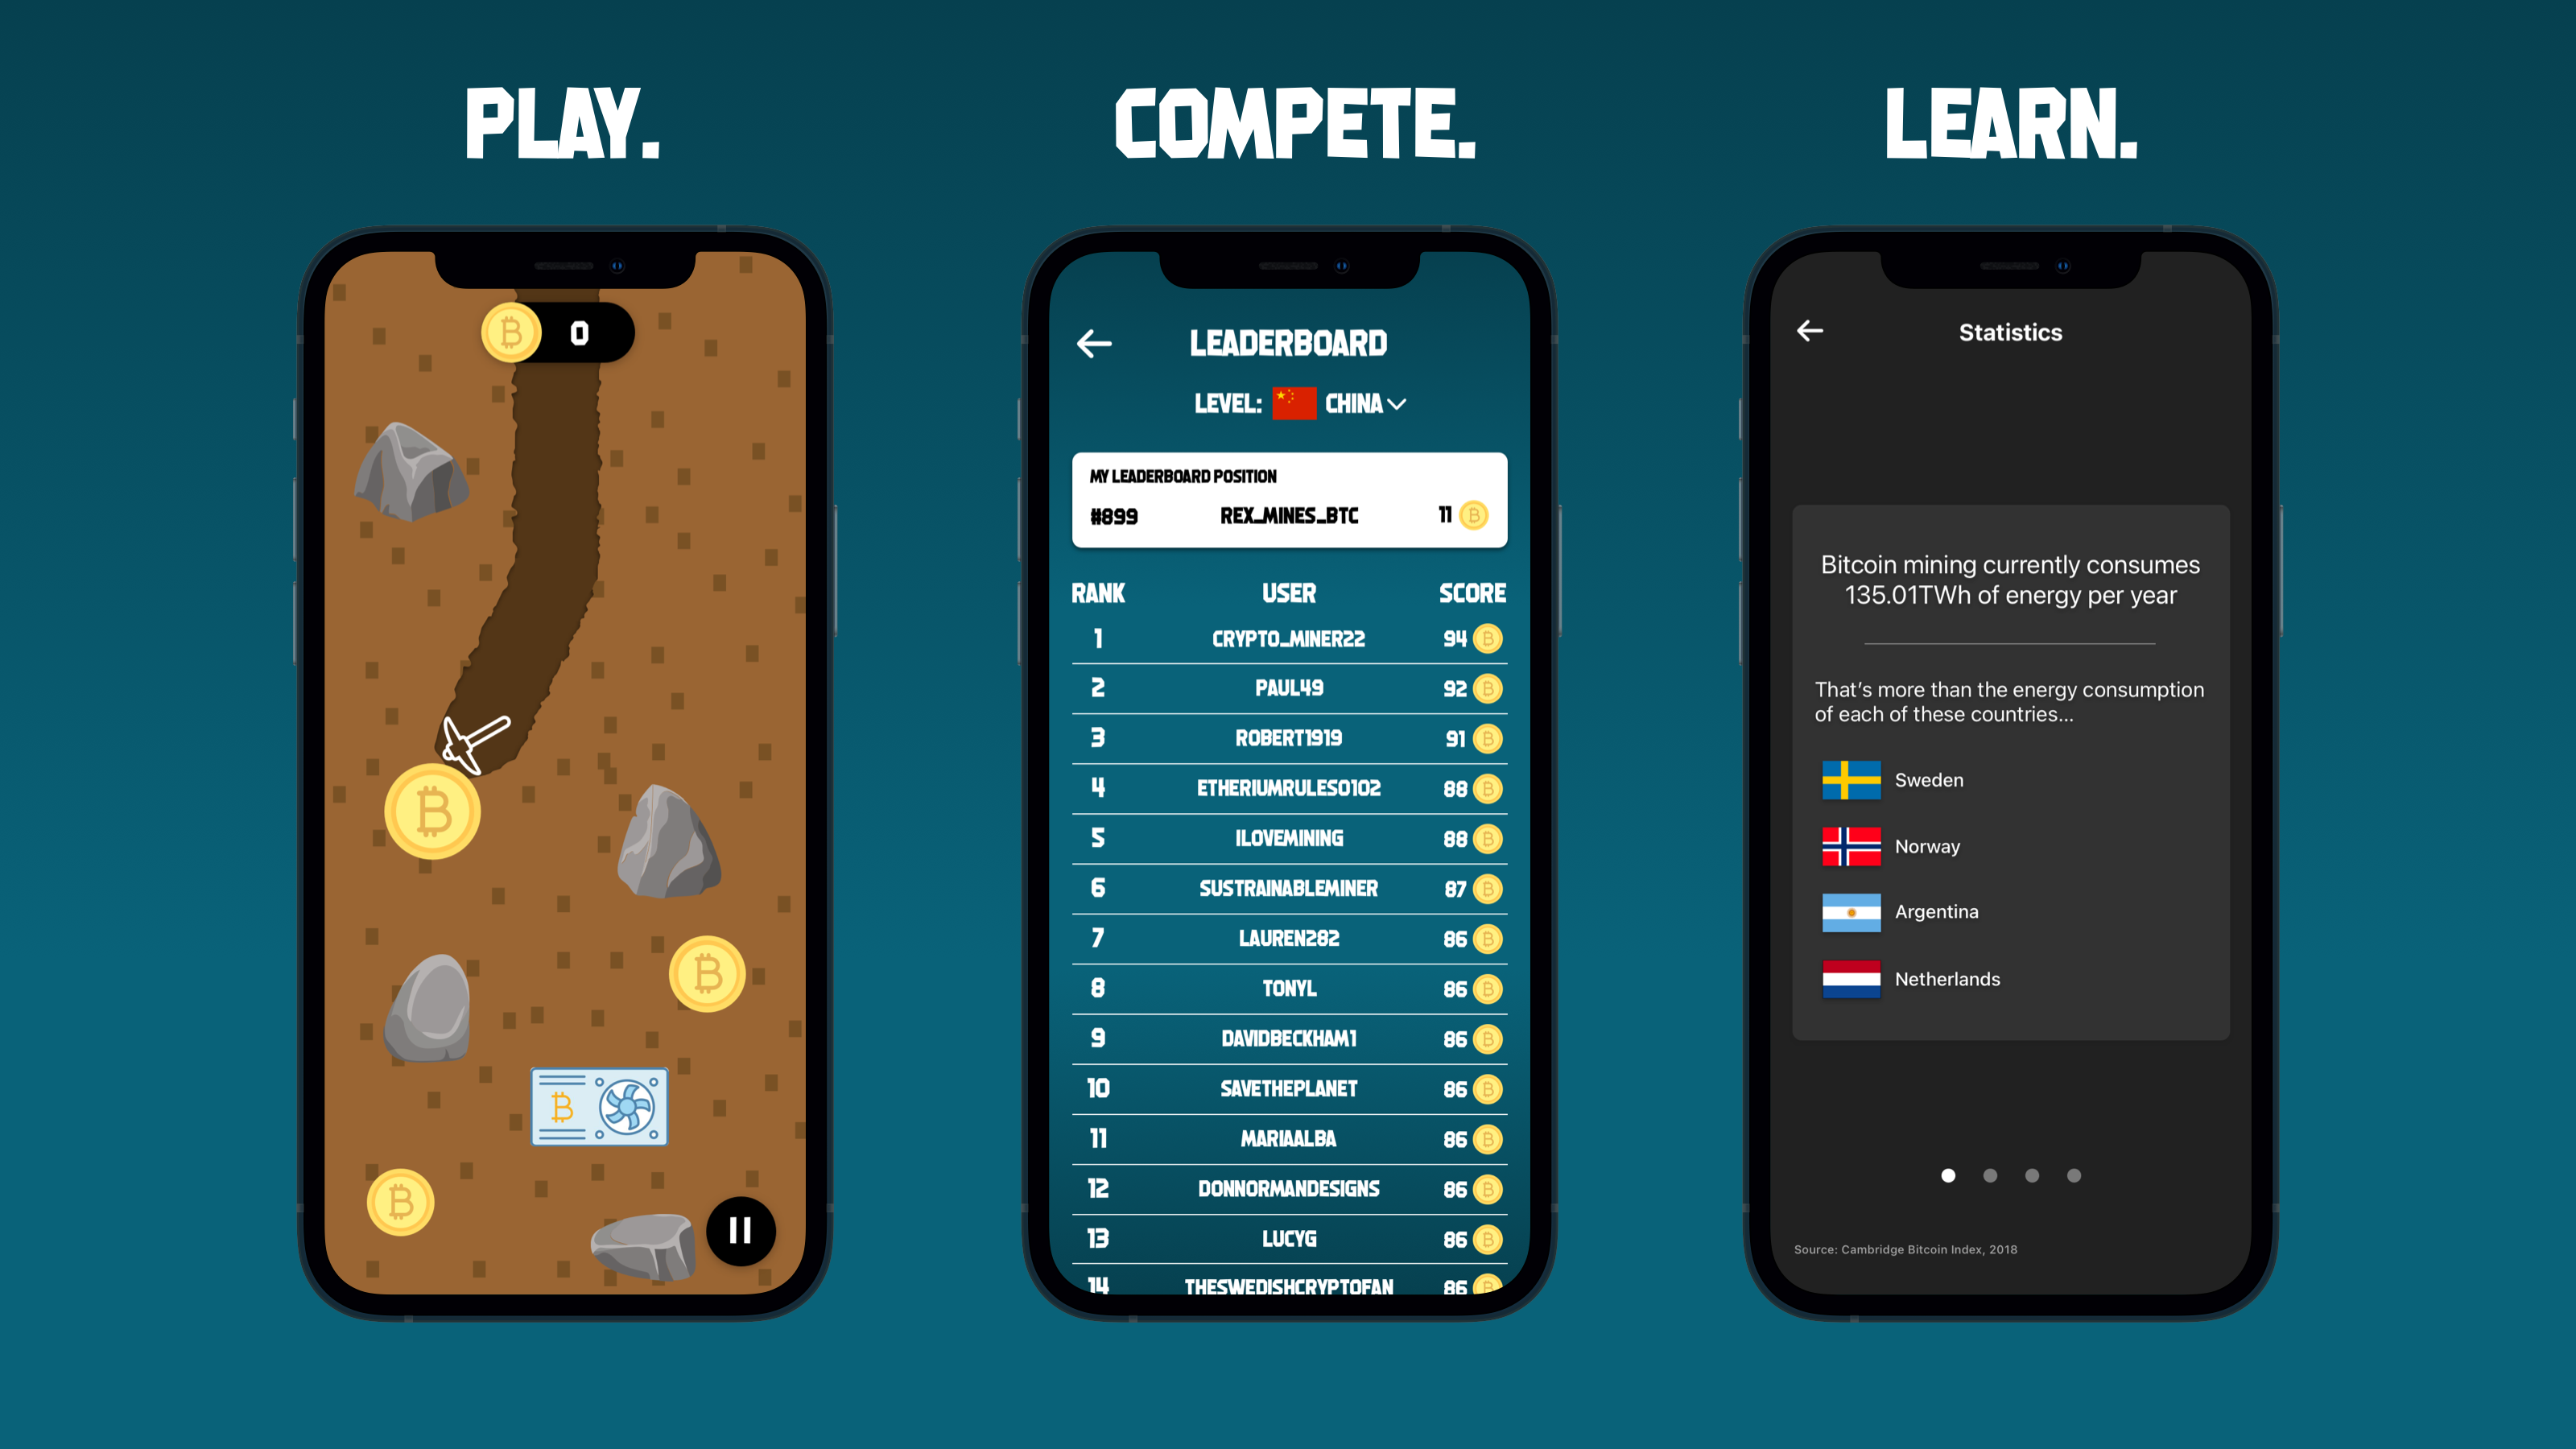 PLAY.
0
COMPETE.
LEADERBOARD
LEVEL: CHINA
MY LEADERBOARD POSITION
#899 REX_MINES_BTC 11
RANK USER SCORE
1 CRYPTO_MINER22 94
2 PAUL49 92
3 ROBERT1919 91
4 ETHERIUMRULES0102 88
5 ILOVEMINING 88
6 SUSTRAINABLEMINER 87
7 LAUREN282 86
8 TONYL 86
9 DAVIDBECKHAM1 86
10 SAVETHEPLANET 86
11 MARIAALBA 86
12 DONNORMANDESIGNS 86
13 LUCYG 86
14 THESWEDISHCRYPTOFAN 86
LEARN.
Statistics
Bitcoin mining currently consumes
135.01TWh of energy per year
That's more than the energy consumption
of each of these countries...
Sweden
Norway
Argentina
Netherlands
Source: Cambridge Bitcoin Index, 2018